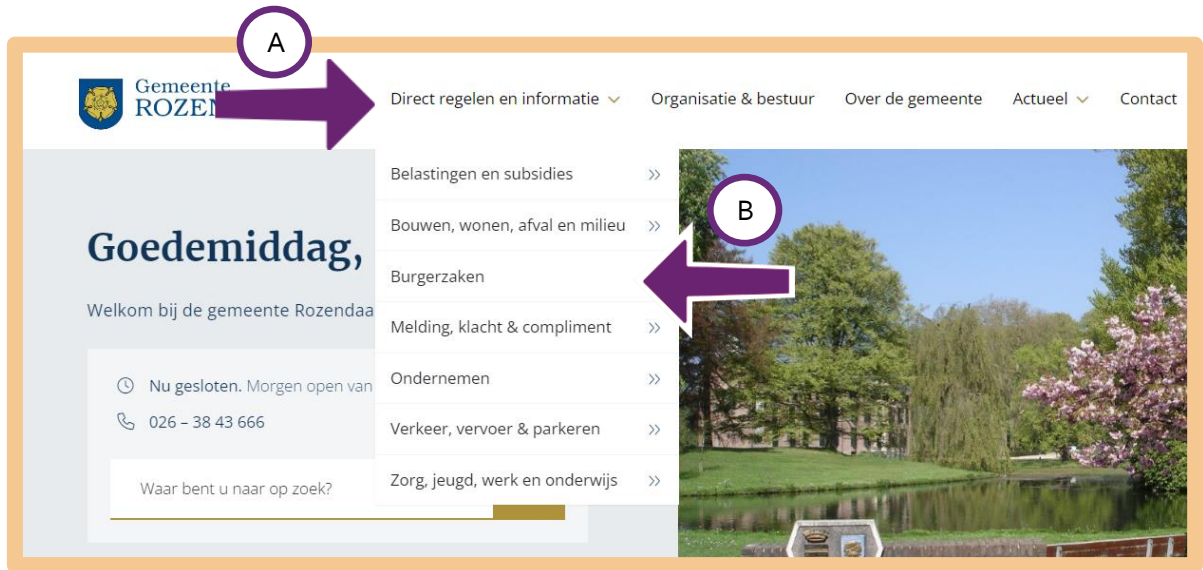 A
Gemeente
Direct regelen en informatie
Organisatie & bestuur
Over de gemeente
Actueel
Contact
Belastingen en subsidies
B
Bouwen, wonen, afval en milieu
Goedemiddag,
Burgerzaken
Welkom bij de gemeente Rozendaa
Melding, klacht & compliment
Nu gesloten. Morgen open van
Ondernemen
026 – 38 43 666
Verkeer, vervoer & parkeren
Waar bent u naar op zoek?
Zorg, jeugd, werk en onderwijs